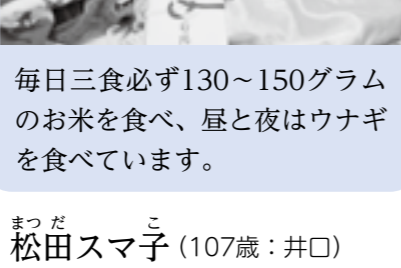 毎日三食必ず130～150グラム
のお米を食べ、昼と夜はウナギ
を食べています。
まつ だ こ
松田スマ子（107歳：井口）